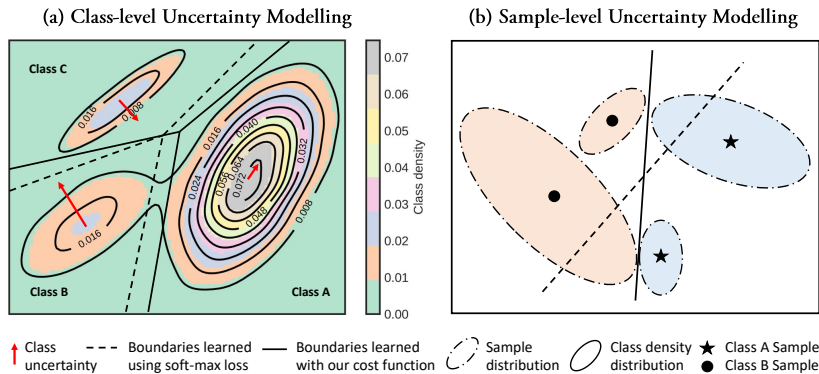 (a) Class-level Uncertainty Modelling
(b) Sample-level Uncertainty Modelling
Class C
0.016
0.008
0.016
0.040
0.032
0.024
0.056
0.064
0.072
0.048
0.008
0.016
Class B
Class A
0.07
0.06
0.05
0.04
0.03
0.02
0.01
0.00
Class density
Class
uncertainty
Boundaries learned
using soft-max loss
Boundaries learned
with our cost function
Sample
distribution
Class density
distribution
Class A Sample
Class B Sample